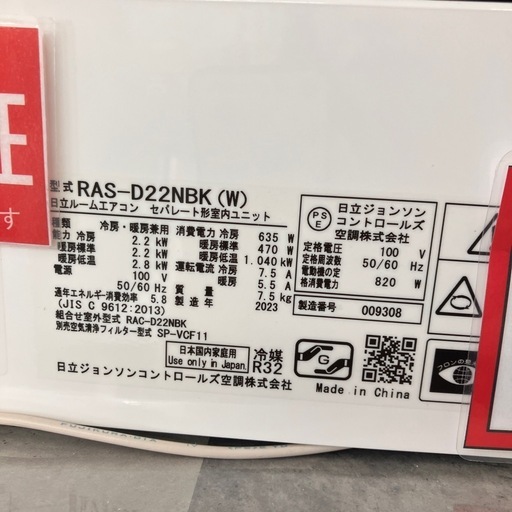 証
す
型式 RAS-D22NBK(W)
日立ルームエアコン セパレート形室内ユニット
種類 冷房・暖房兼用
能力 冷房 2.2 kW
暖房標準 2.2 kW
暖房低温 2.8 kW
電源 100 V
50/60 Hz
消費電力 冷房 635 W
暖房標準 470 W
暖房低温 1.040 kW
運転電流 冷房 7.5 A
暖房 5.5 A
質量 7.5 kg
通年エネルギー消費効率 5.8 製造年 2023
(JIS C 9612:2013)
組合せ室外型式 RAC-D22NBK
別売空気清浄フィルター型式 SP-VCF11
PSE
日立ジョンソン
コントロールズ
空調株式会社
定格電圧 100 V
定格周波数 50/60 Hz
電動機の定格消費電力 820 W
製造番号 009308
日本国内家庭用
Use only in Japan.
冷媒
R32
G
日立ジョンソンコントロールズ空調株式会社
Made in China